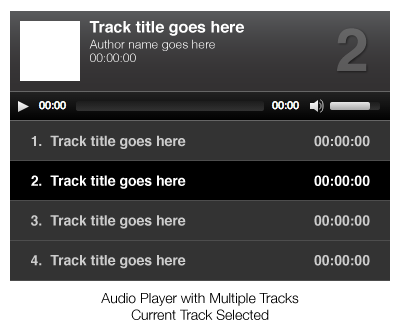 Track title goes here
Author name goes here
00:00:00
2
00:00 00:00
1. Track title goes here 00:00:00
2. Track title goes here 00:00:00
3. Track title goes here 00:00:00
4. Track title goes here 00:00:00
Audio Player with Multiple Tracks
Current Track Selected